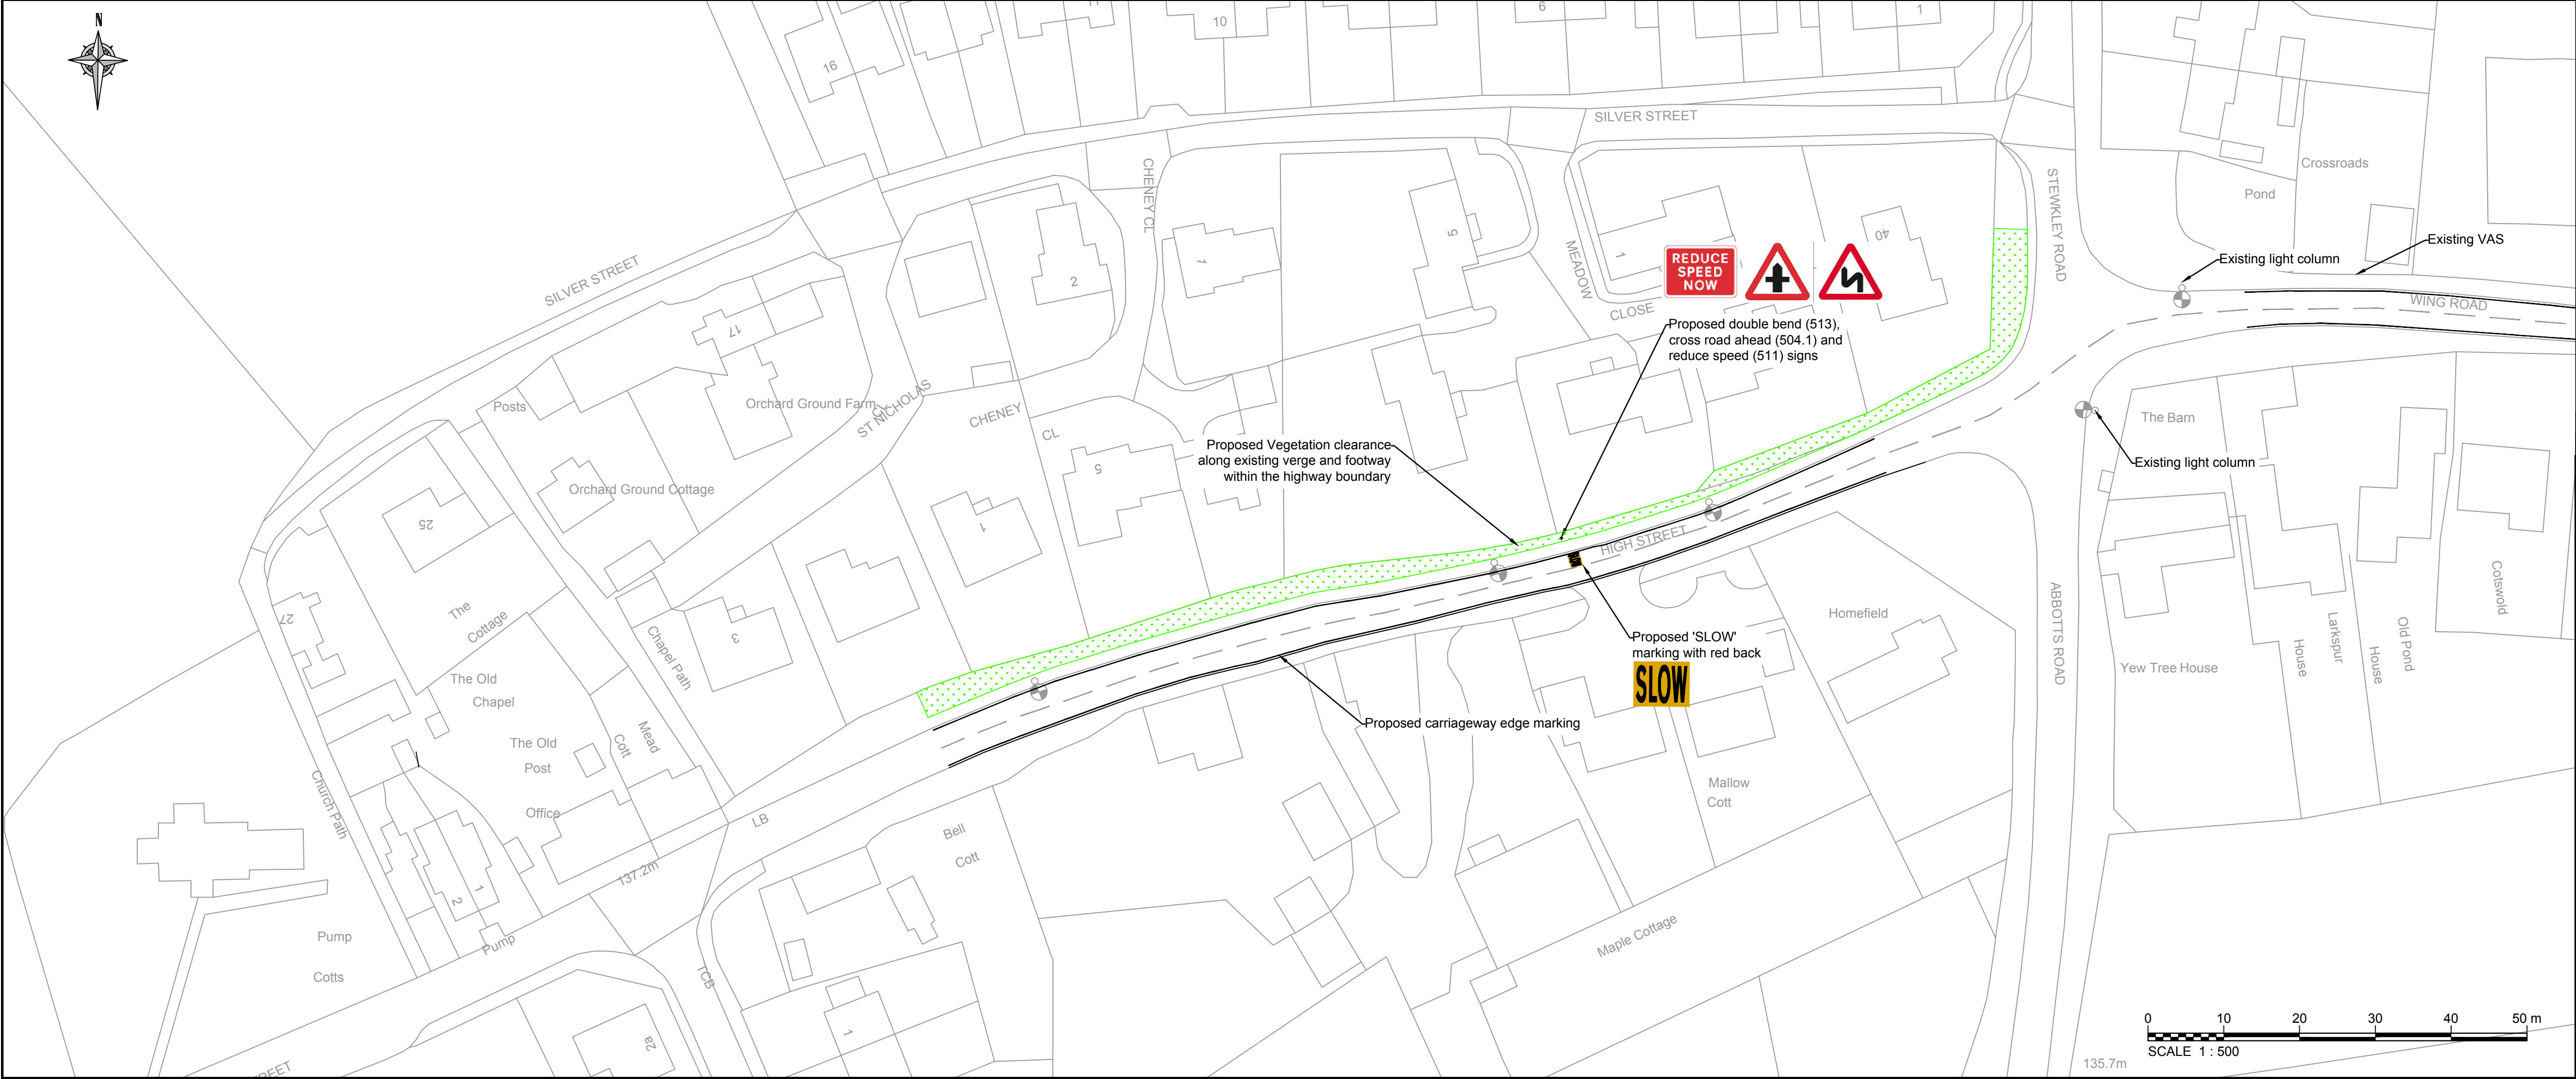 N
16
10
6
1
SILVER STREET
SILVER STREET
CHENEY CL
MEADOW
CLOSE
STEWKLEY ROAD
Crossroads
Pond
Existing VAS
Existing light column
WING ROAD
1
40
5
1
2
17
REDUCE
SPEED
NOW
Proposed double bend (513),
cross road ahead (504.1) and
reduce speed (511) signs
Posts
Orchard Ground Farm
ST NICHOLAS
CL
CHENEY
CL
The Barn
Existing light column
Proposed Vegetation clearance
along existing verge and footway
within the highway boundary
Orchard Ground Cottage
25
5
1
HIGH STREET
27
The
Cottage
3
Chapel Path
ABBOTTS ROAD
Homefield
Cotswold
Larkspur
House
Old Pond
House
Yew Tree House
Proposed 'SLOW'
marking with red back
SLOW
The Old
Chapel
Proposed carriageway edge marking
The Old
Post
Office
Mead
Cott
Church Path
Mallow
Cott
LB
Bell
Cott
137.2m
1
2
Pump
Pump
Cotts
TCB
Maple Cottage
1
2a
REET
0 10 20 30 40 50 m
SCALE 1 : 500
135.7m